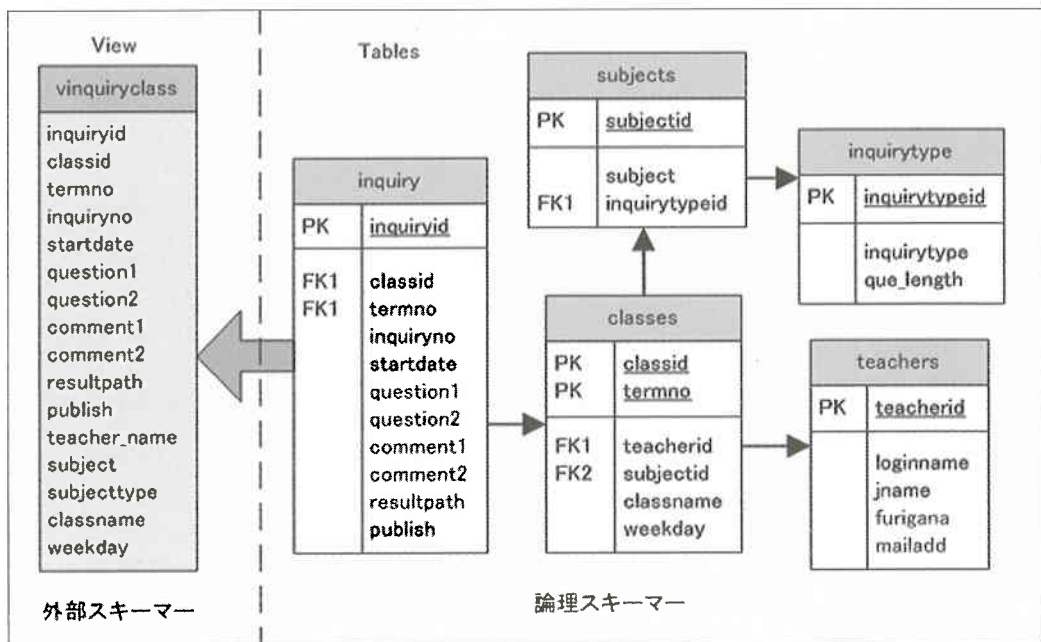 View
vinquiryclass
inquiryid
classid
termno
inquiryno
startdate
question1
question2
comment1
comment2
resultpath
publish
teacher_name
subject
subjecttype
classname
weekday
外部スキーマー
Tables
inquiry
PK inquiryid
FK1 classid
FK1 termno
inquiryno
startdate
question1
question2
comment1
comment2
resultpath
publish
subjects
PK subjectid
subject
FK1 inquirytypeid
classes
PK classid
PK termno
FK1 teacherid
FK2 subjectid
classname
weekday
inquirytype
PK inquirytypeid
inquirytype
que_length
teachers
PK teacherid
loginname
jname
furigana
mailadd
論理スキーマー